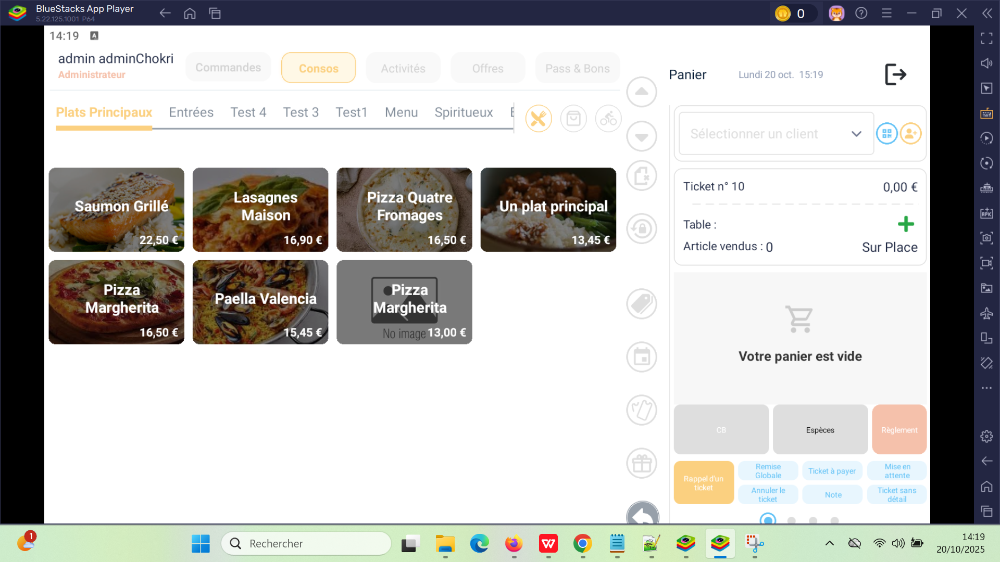 BlueStacks App Player
5.22.125.1001 P64
0
14:19
A
admin adminChokri
Administrateur
Commandes
Consos
Activités
Offres
Pass & Bons
Panier
Lundi 20 oct. 15:19
Plats Principaux
Entrées
Test 4
Test 3
Test1
Menu
Spiritueux
Sélectionner un client
Saumon Grillé
22,50 €
Lasagnes
Maison
16,90 €
Pizza Quatre
Fromages
16,50 €
Un plat principal
13,45 €
Ticket n° 10
0,00 €
Table :
Article vendus : 0
Sur Place
Pizza
Margherita
16,50 €
Paella Valencia
15,45 €
Pizza
Margherita
No image
13,00 €
Votre panier est vide
CB
Espèces
Règlement
Rappel d'un
ticket
Remise
Globale
Ticket à payer
Mise en
attente
Annuler le
ticket
Note
Ticket sans
détail
APK
1
Rechercher
14:19
20/10/2025